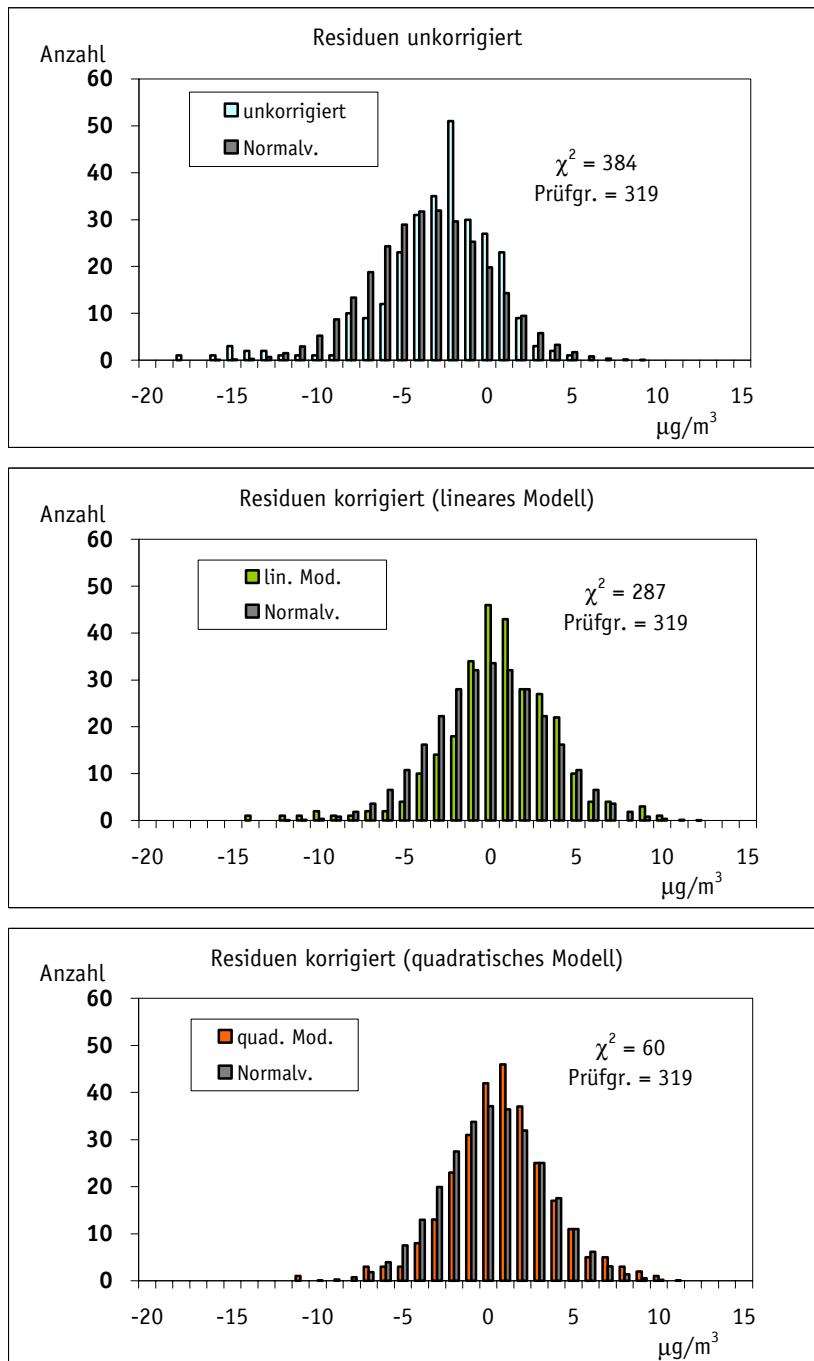 Residuen unkorrigiert
Anzahl
60
50
40
30
20
10
0
unkorrigiert
Normalv.
χ² = 384
Prüfgr. = 319
-20 -15 -10 -5 0 5 10 15
µg/m³
Residuen korrigiert (lineares Modell)
Anzahl
60
50
40
30
20
10
0
lin. Mod.
Normalv.
χ² = 287
Prüfgr. = 319
-20 -15 -10 -5 0 5 10 15
µg/m³
Residuen korrigiert (quadratisches Modell)
Anzahl
60
50
40
30
20
10
0
quad. Mod.
Normalv.
χ² = 60
Prüfgr. = 319
-20 -15 -10 -5 0 5 10 15
µg/m³